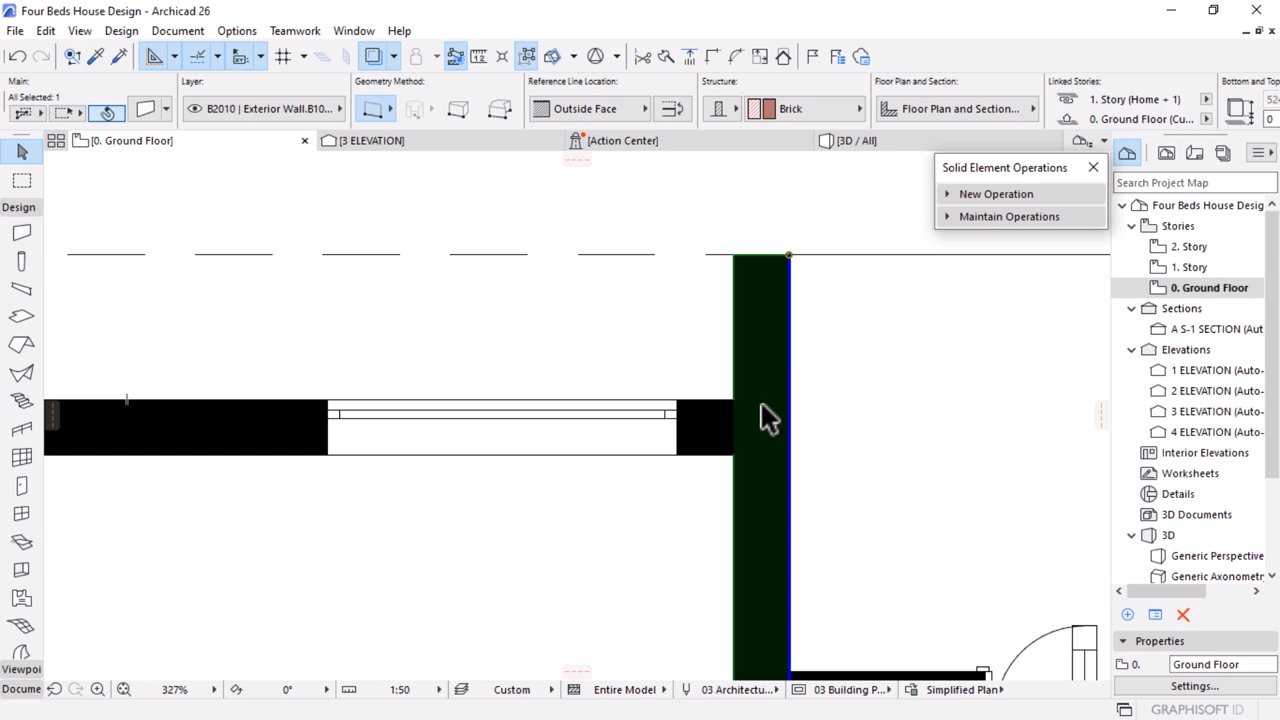 Four Beds House Design - Archicad 26
File Edit View Design Document Options Teamwork Window Help
Main:
All Selected: 1
Layer:
B2010 | Exterior Wall.B10...
Geometry Method:
Reference Line Location:
Outside Face
Structure:
Brick
Floor Plan and Section:
Floor Plan and Section...
Linked Stories:
1. Story (Home + 1)
0. Ground Floor (Cu...
Bottom and Top
0
[0. Ground Floor]
[3 ELEVATION]
[Action Center]
[3D / All]
Solid Element Operations
New Operation
Maintain Operations
Design
Viewpoi
Docume
Search Project Map
Four Beds House Desig
Stories
2. Story
1. Story
0. Ground Floor
Sections
A S-1 SECTION (Aut
Elevations
1 ELEVATION (Auto-
2 ELEVATION (Auto-
3 ELEVATION (Auto-
4 ELEVATION (Auto-
Interior Elevations
Worksheets
Details
3D Documents
3D
Generic Perspective
Generic Axonometr
Properties
0.
Ground Floor
Settings...
327%
0°
1:50
Custom
Entire Model
03 Architectu...
03 Building P...
Simplified Plan
GRAPHISOFT ID